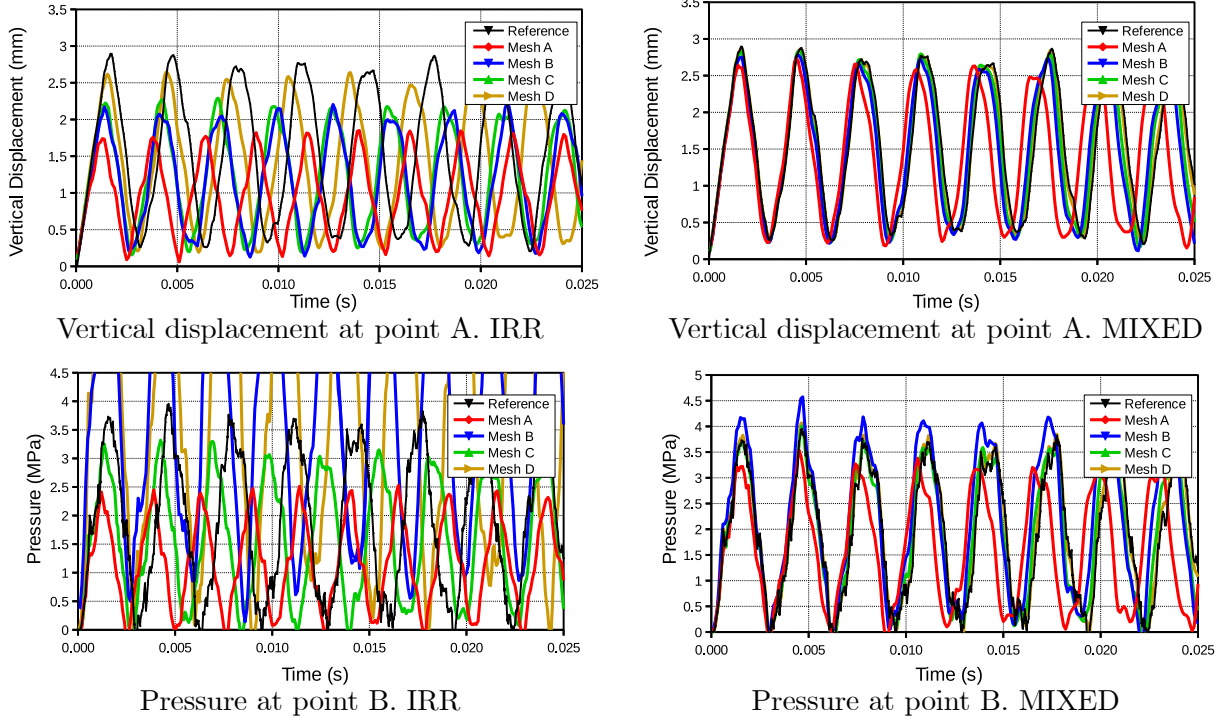 3.5
3
2.5
2
1.5
1
0.5
0
Vertical Displacement (mm)
Reference
Mesh A
Mesh B
Mesh C
Mesh D
0.000 0.005 0.010 0.015 0.020 0.025
Time (s)
Vertical displacement at point A. IRR
3.5
3
2.5
2
1.5
1
0.5
0
Vertical Displacement (mm)
Reference
Mesh A
Mesh B
Mesh C
Mesh D
0.000 0.005 0.010 0.015 0.020 0.025
Time (s)
Vertical displacement at point A. MIXED
4.5
4
3.5
3
2.5
2
1.5
1
0.5
0
Pressure (MPa)
Reference
Mesh A
Mesh B
Mesh C
Mesh D
0.000 0.005 0.010 0.015 0.020 0.025
Time (s)
Pressure at point B. IRR
5
4.5
4
3.5
3
2.5
2
1.5
1
0.5
0
Pressure (MPa)
Reference
Mesh A
Mesh B
Mesh C
Mesh D
0.000 0.005 0.010 0.015 0.020 0.025
Time (s)
Pressure at point B. MIXED